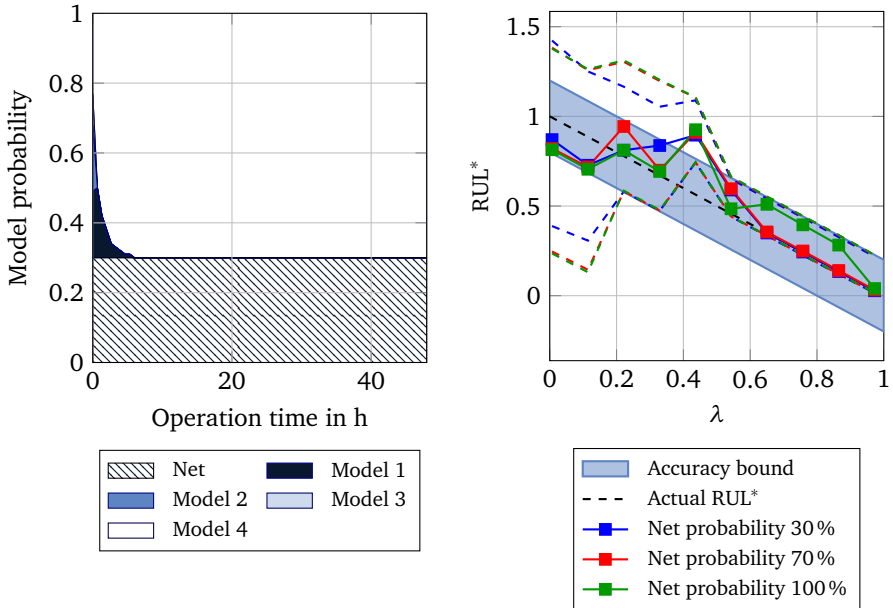 1
0.8
0.6
0.4
0.2
0
0 20 40
Model probability
Operation time in h
Net Model 1
Model 2 Model 3
Model 4
1.5
1
0.5
0
0 0.2 0.4 0.6 0.8 1
RUL*
λ
Accuracy bound
Actual RUL*
Net probability 30 %
Net probability 70 %
Net probability 100 %